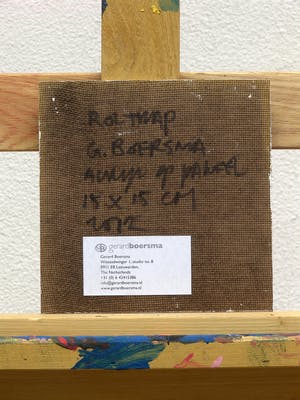 ROLTRAP
G. BOERSMA
ACRYL OP PANEEL
15 X 15 CM
2012
gerardboersma
Gerard Boersma
The Netherlands
info@gerardboersma.nl
www.gerardboersma.nl